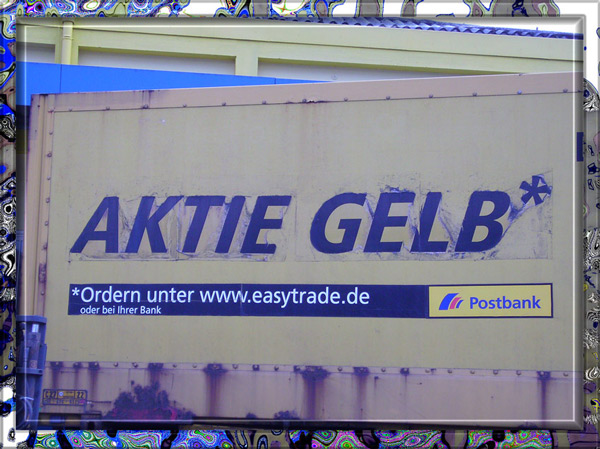 AKTIE GELB*
*Ordern unter www.easytrade.de
oder bei Ihrer Bank
Postbank